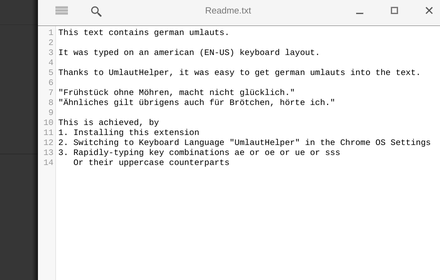 Readme.txt
1 This text contains german umlauts.
2
3 It was typed on an american (EN-US) keyboard layout.
4
5 Thanks to UmlautHelper, it was easy to get german umlauts into the text.
6
7 "Frühstück ohne Möhren, macht nicht glücklich."
8 "Ähnliches gilt übrigens auch für Brötchen, hörte ich."
9
10 This is achieved, by
11 1. Installing this extension
12 2. Switching to Keyboard Language "UmlautHelper" in the Chrome OS Settings
13 3. Rapidly-typing key combinations ae or oe or ue or sss
14 Or their uppercase counterparts